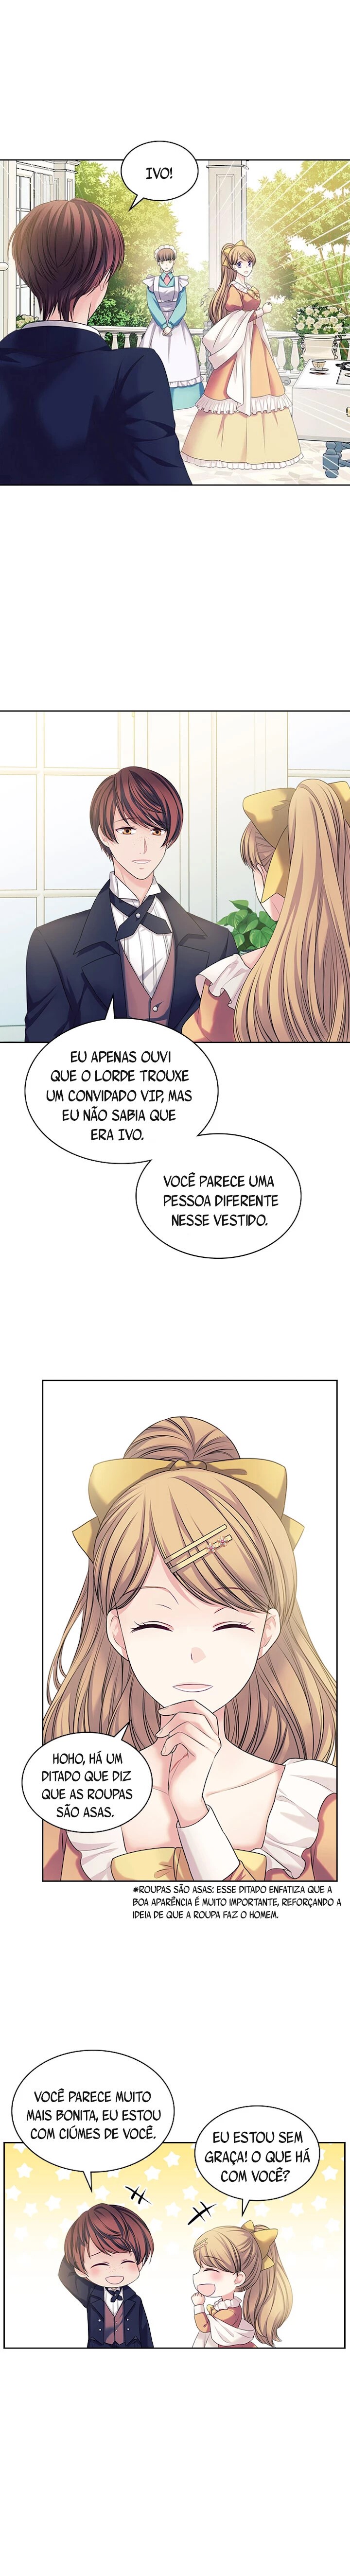 IVO!
EU APENAS OUVI
QUE O LORDE TROUXE
UM CONVIDADO VIP, MAS
EU NÃO SABIA QUE
ERA IVO.
VOCÊ PARECE UMA
PESSOA DIFERENTE
NESSE VESTIDO.
HOHO, HÁ UM
DITADO QUE DIZ
QUE AS ROUPAS
SÃO ASAS.
*ROUPAS SÃO ASAS: ESSE DITADO ENFATIZA QUE A
BOA APARÊNCIA É MUITO IMPORTANTE, REFORÇANDO A
IDEIA DE QUE A ROUPA FAZ O HOMEM.
VOCÊ PARECE MUITO
MAIS BONITA, EU ESTOU
COM CIÚMES DE VOCÊ.
EU ESTOU SEM
GRAÇA! O QUE HÁ
COM VOCÊ?